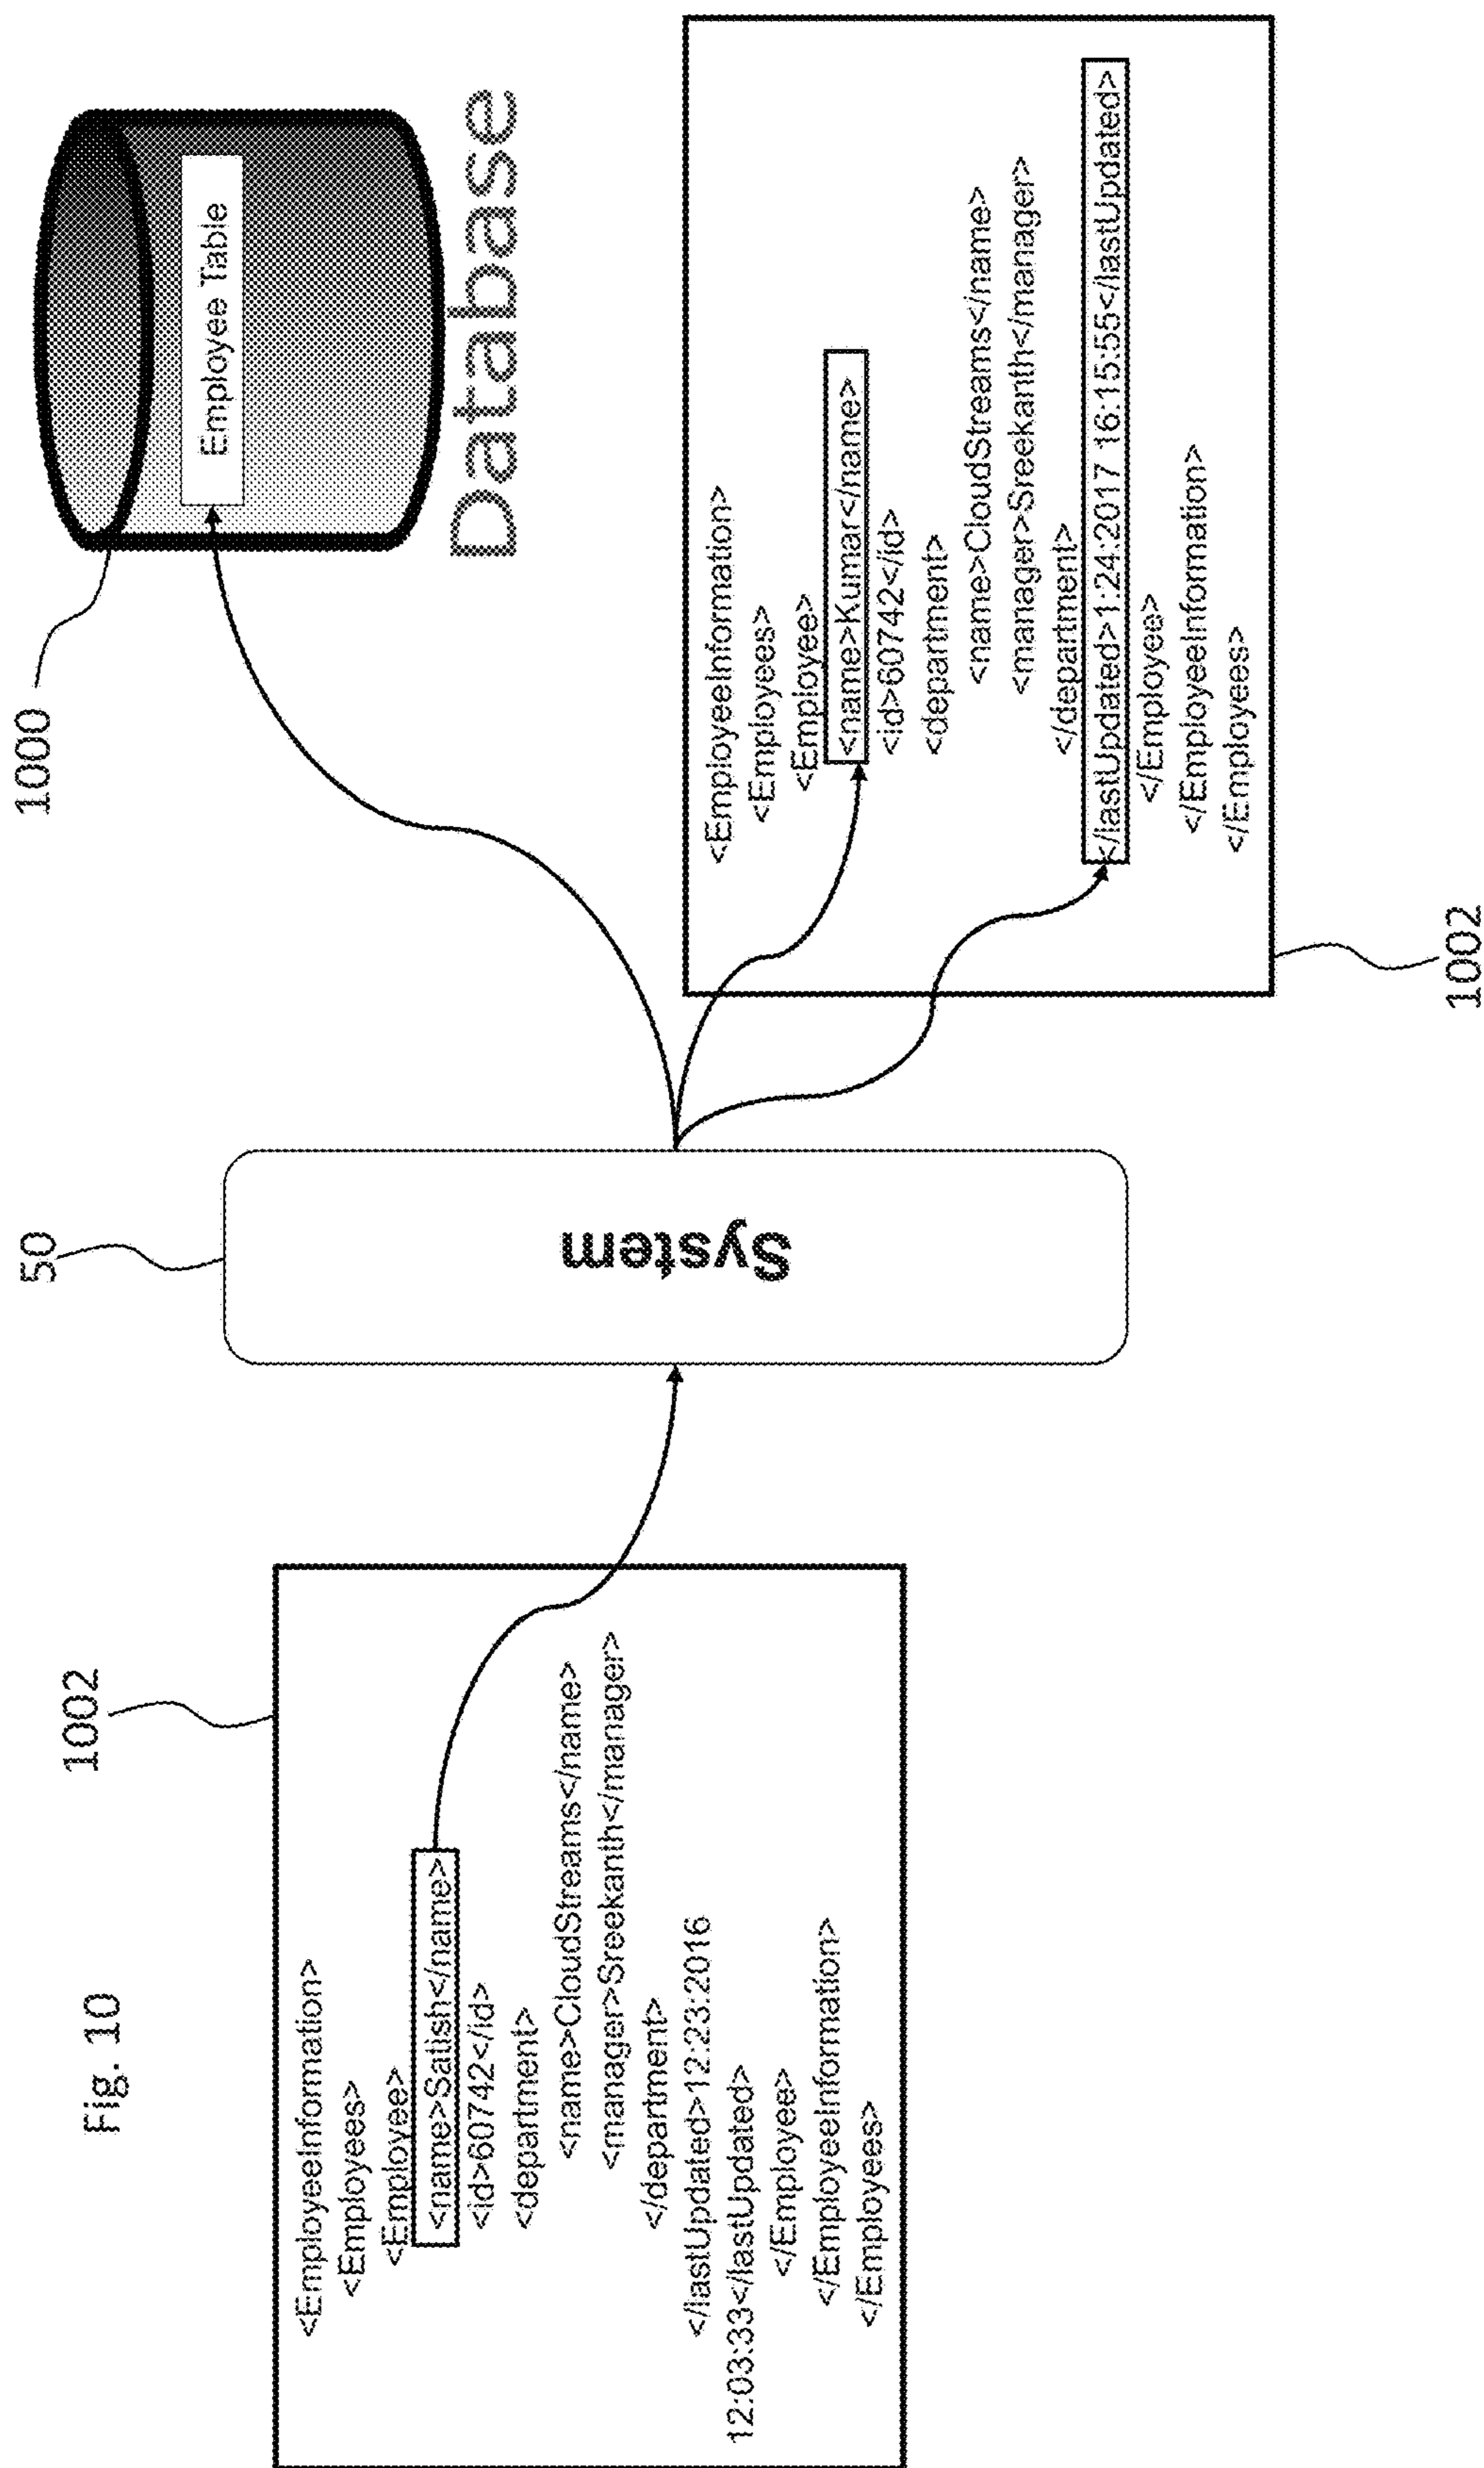 Fig. 10
1002
<EmployeeInformation>
<Employees>
<Employee>
<name>Satish</name>
<id>60742</id>
<department>
<name>CloudStreams</name>
<manager>Sreekanth</manager>
</department>
</lastUpdated>12:23:2016
12:03:33</lastUpdated>
</Employee>
</EmployeeInformation>
</Employees>
50
System
1000
Employee Table
Database
<EmployeeInformation>
<Employees>
<Employee>
<name>Kumar</name>
<id>60742</id>
<department>
<name>CloudStreams</name>
<manager>Sreekanth</manager>
</department>
</lastUpdated>1:24:2017 16:15:55</lastUpdated>
</Employee>
</EmployeeInformation>
</Employees>
1002